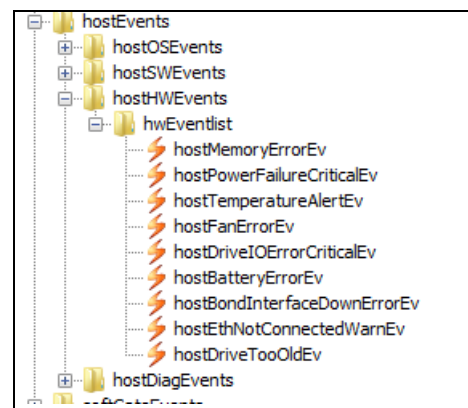 hostEvents
hostOSEvents
hostSWEvents
hostHWEvents
hwEventlist
hostMemoryErrorEv
hostPowerFailureCriticalEv
hostTemperatureAlertEv
hostFanErrorEv
hostDriveIOErrorCriticalEv
hostBatteryErrorEv
hostBondInterfaceDownErrorEv
hostEthNotConnectedWarnEv
hostDriveTooOldEv
hostDiagEvents